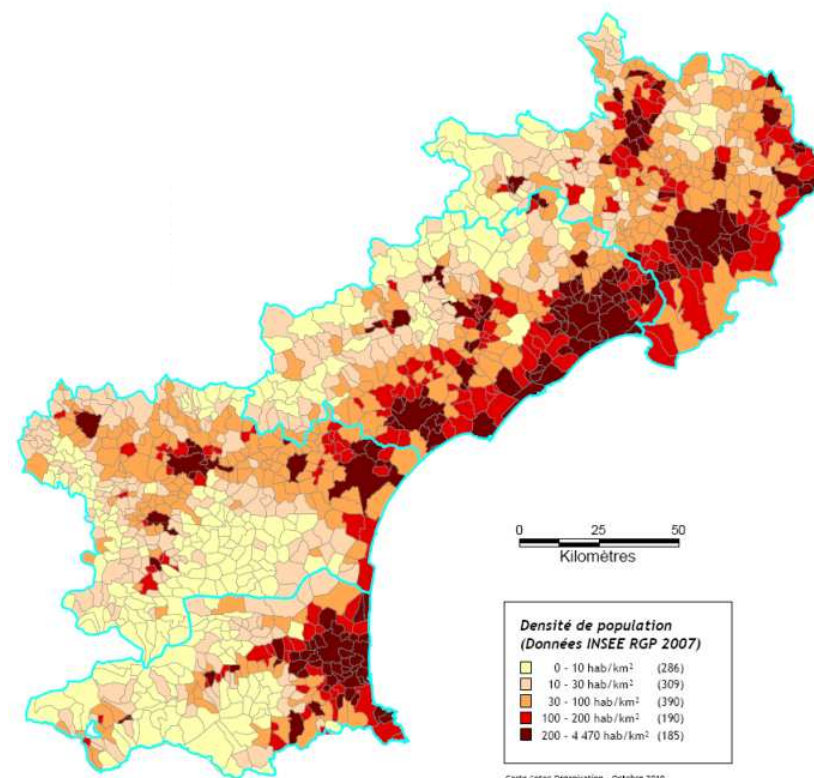 0 25 50
Kilomètres
Densité de population
(Données INSEE RGP 2007)
0 - 10 hab/km² (286)
10 - 30 hab/km² (309)
30 - 100 hab/km² (390)
100 - 200 hab/km² (190)
200 - 4 470 hab/km² (185)